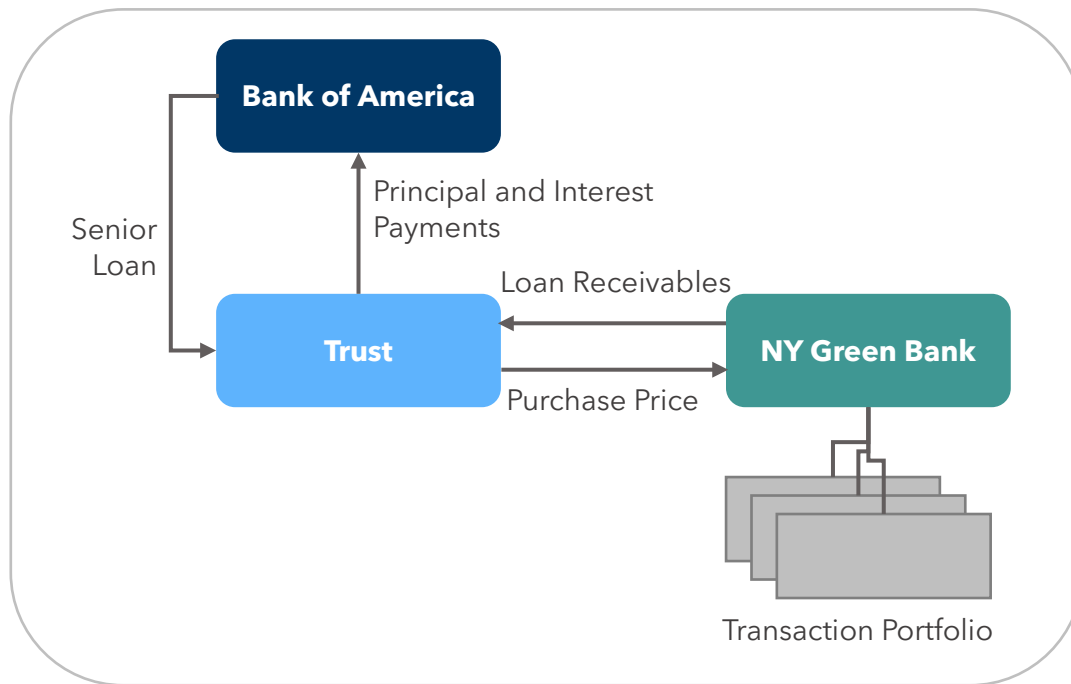 Bank of America
Principal and Interest
Payments
Senior
Loan
Loan Receivables
Trust
NY Green Bank
Purchase Price
Transaction Portfolio